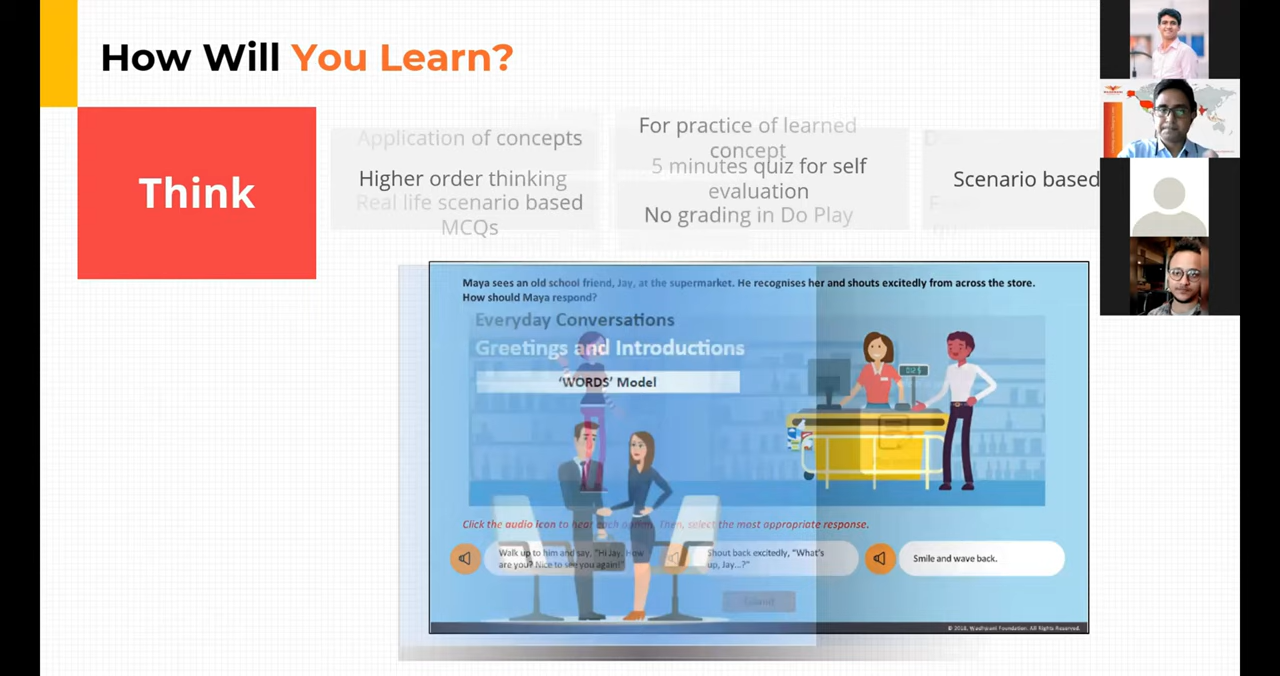 How Will You Learn?
Think
Application of concepts
Higher order thinking
Real life scenario based
MCQs
For practice of learned
concept
5 minutes quiz for self
evaluation
No grading in Do Play
Scenario based
Maya sees an old school friend, Jay, at the supermarket. He recognises her and shouts excitedly from across the store.
How should Maya respond?
Everyday Conversations
Greetings and Introductions
‘WORDS’ Model
Click the audio icon to hear each option. Then, select the most appropriate response.
Walk up to him and say, "Hi Jay. How
are you? Nice to see you again!"
Shout back excitedly, "What's
up, Jay...?"
Smile and wave back.
Submit
© 2018. Wadhwani Foundation. All Rights Reserved.